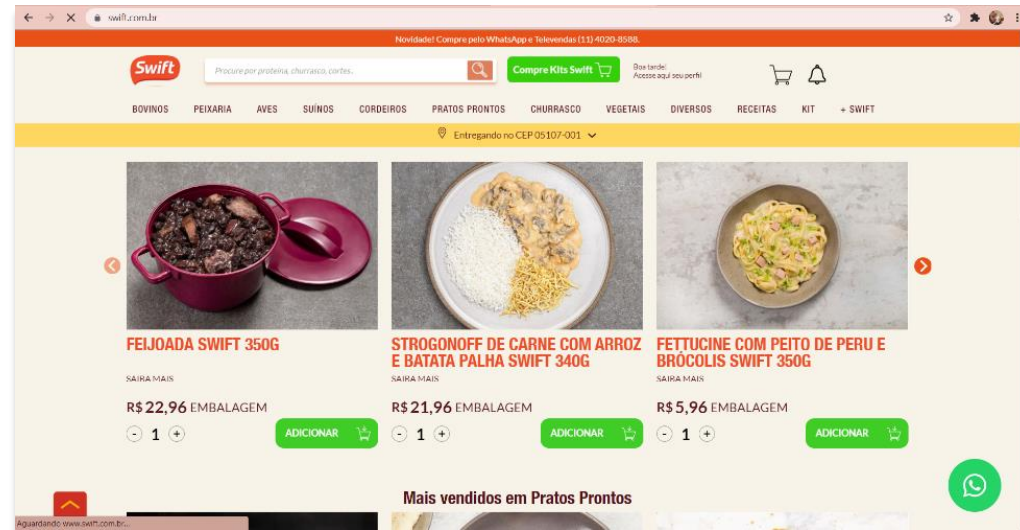 swift.com.br
Novidade! Compre pelo WhatsApp e Televendas (11) 4020-8588.
Swift
Procure por proteína, churrasco, cortes..
Compre Kits Swift
Boa tarde!
Acesse aqui seu perfil
BOVINOS PEIXARIA AVES SUÍNOS CORDEIROS PRATOS PRONTOS CHURRASCO VEGETAIS DIVERSOS RECEITAS KIT + SWIFT
Entregando no CEP 05107-001
FEIJOADA SWIFT 350G
SAIBA MAIS
R$ 22,96 EMBALAGEM
- 1 +
ADICIONAR
STROGONOFF DE CARNE COM ARROZ
E BATATA PALHA SWIFT 340G
SAIBA MAIS
R$ 21,96 EMBALAGEM
- 1 +
ADICIONAR
FETTUCINE COM PEITO DE PERU E
BRÓCOLIS SWIFT 350G
SAIBA MAIS
R$ 5,96 EMBALAGEM
- 1 +
ADICIONAR
Mais vendidos em Pratos Prontos
Aguardando www.swift.com.br...